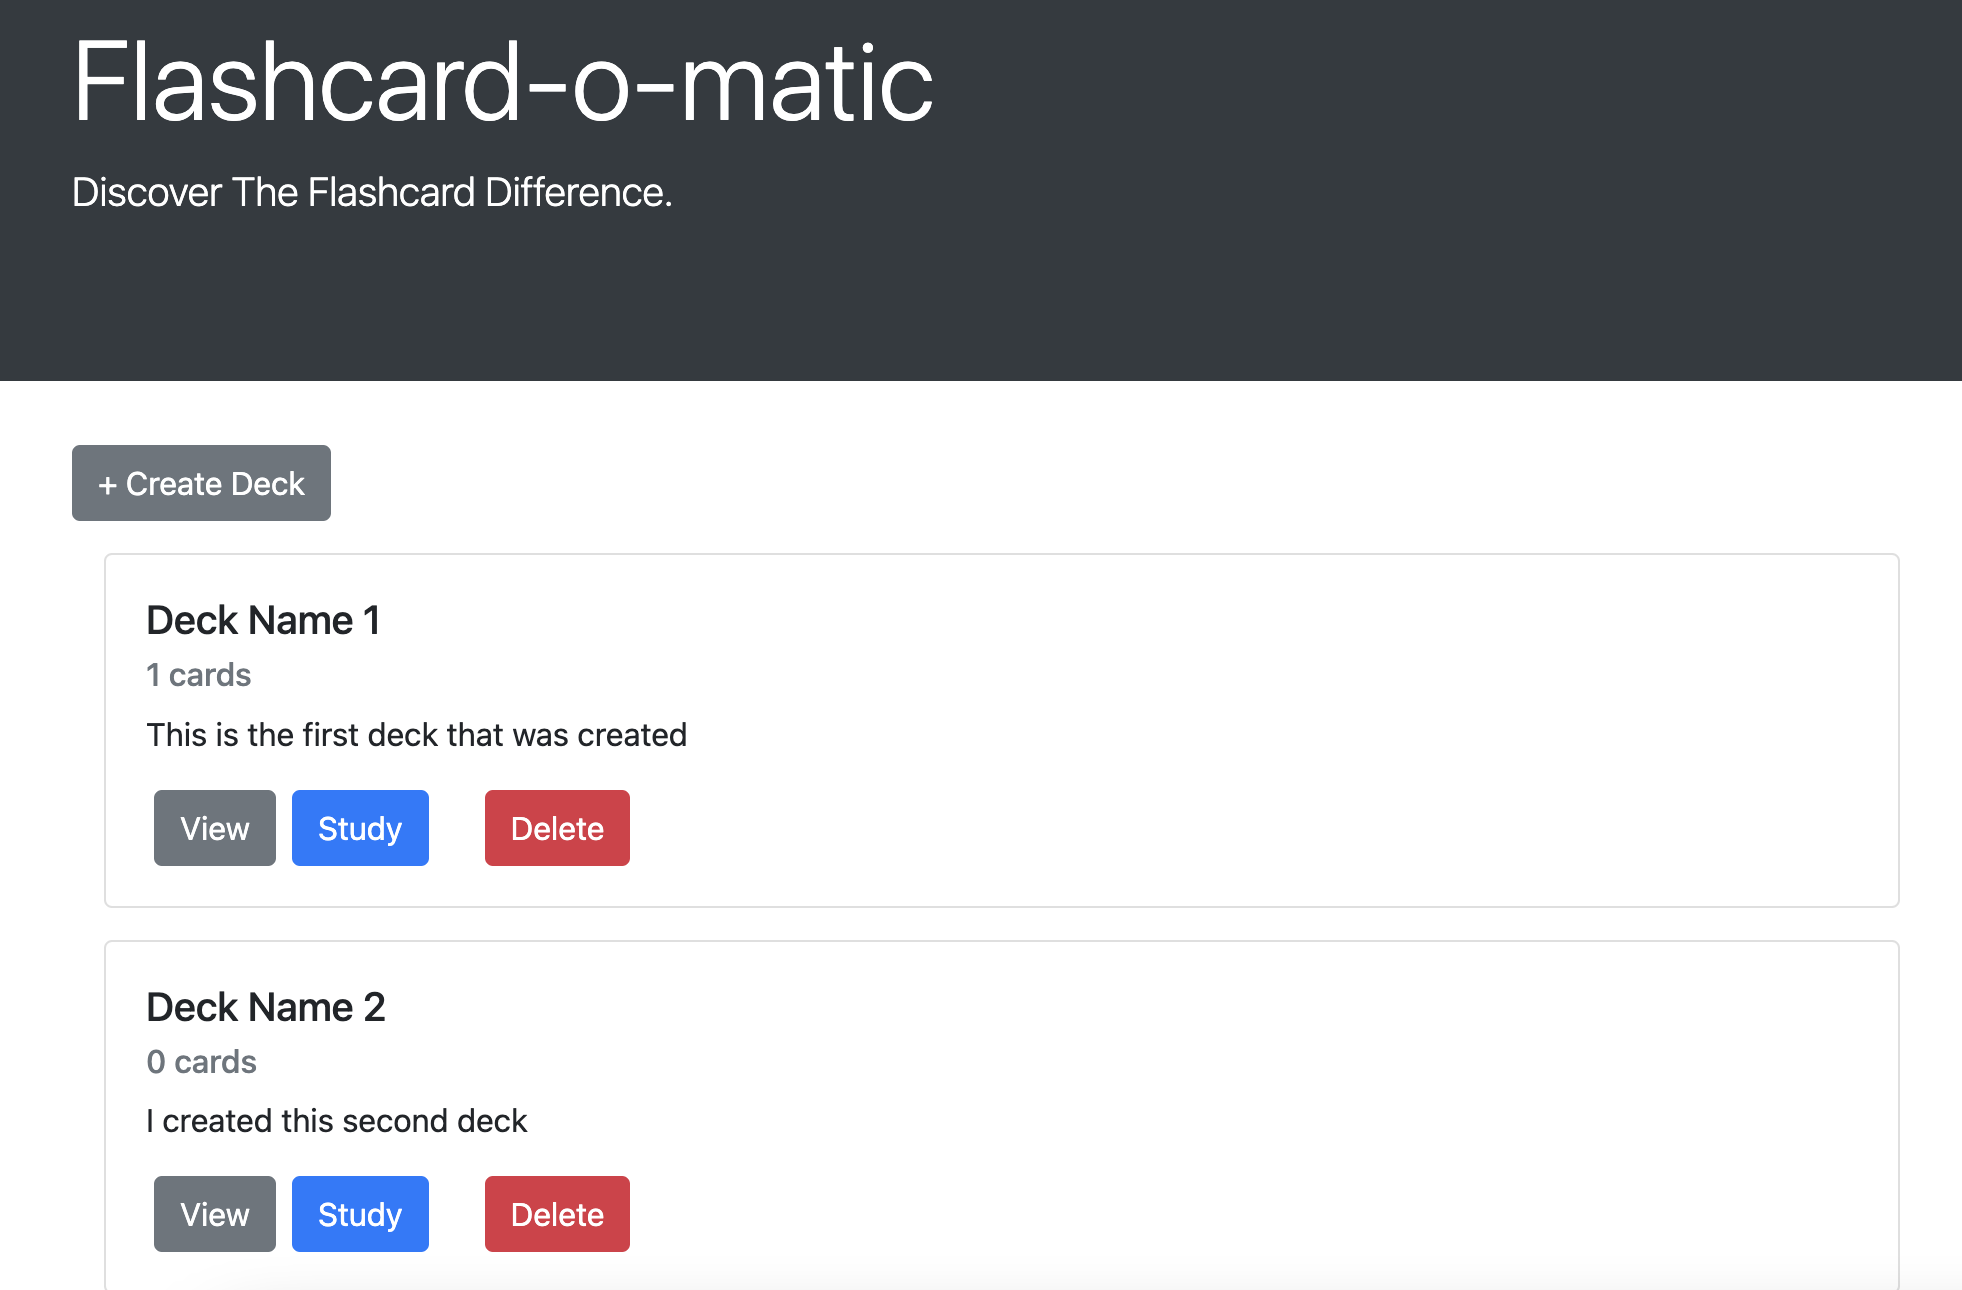 Flashcard-o-matic
Discover The Flashcard Difference.
+ Create Deck
Deck Name 1
1 cards
This is the first deck that was created
View Study Delete
Deck Name 2
0 cards
I created this second deck
View Study Delete